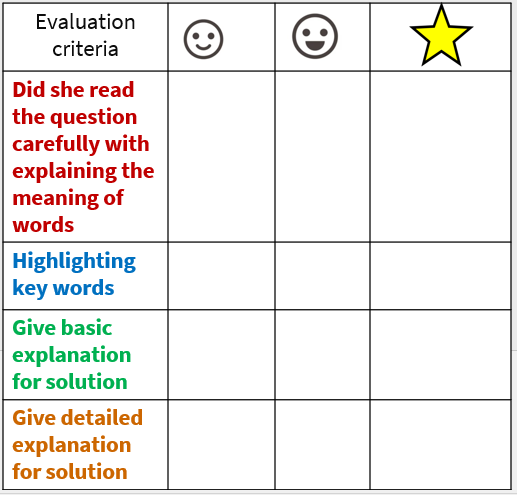 Evaluation
criteria
Did she read
the question
carefully with
explaining the
meaning of
words
Highlighting
key words
Give basic
explanation
for solution
Give detailed
explanation
for solution